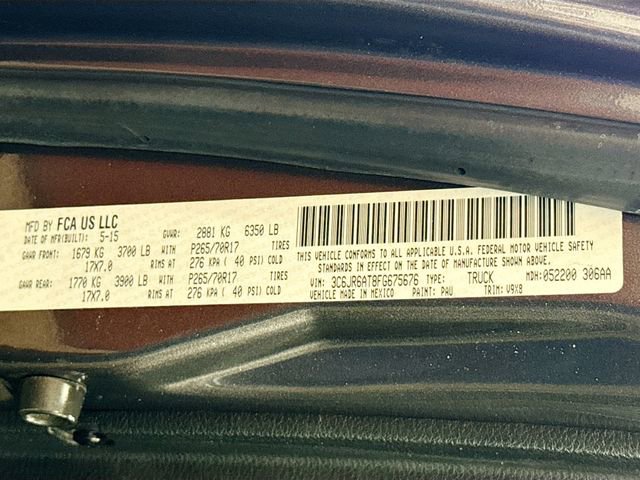 MFD BY FCA US LLC
DATE OF MFR(BUILT): 5-15 GVWR: 2881 KG 6350 LB
GAWR FRONT: 1679 KG 3700 LB WITH P265/70R17 TIRES
17X7.0 RIMS AT 276 KPA ( 40 PSI) COLD
GAWR REAR: 1770 KG 3900 LB WITH P265/70R17 TIRES
17X7.0 RIMS AT 276 KPA ( 40 PSI) COLD
THIS VEHICLE CONFORMS TO ALL APPLICABLE U.S.A. FEDERAL MOTOR VEHICLE SAFETY
STANDARDS IN EFFECT ON THE DATE OF MANUFACTURE SHOWN ABOVE.
VIN: 3C6JR6AT8FG675676 TYPE: TRUCK MDH: 052200 306AA
MADE IN MEXICO PAINT: PAU TRIM: V9X8